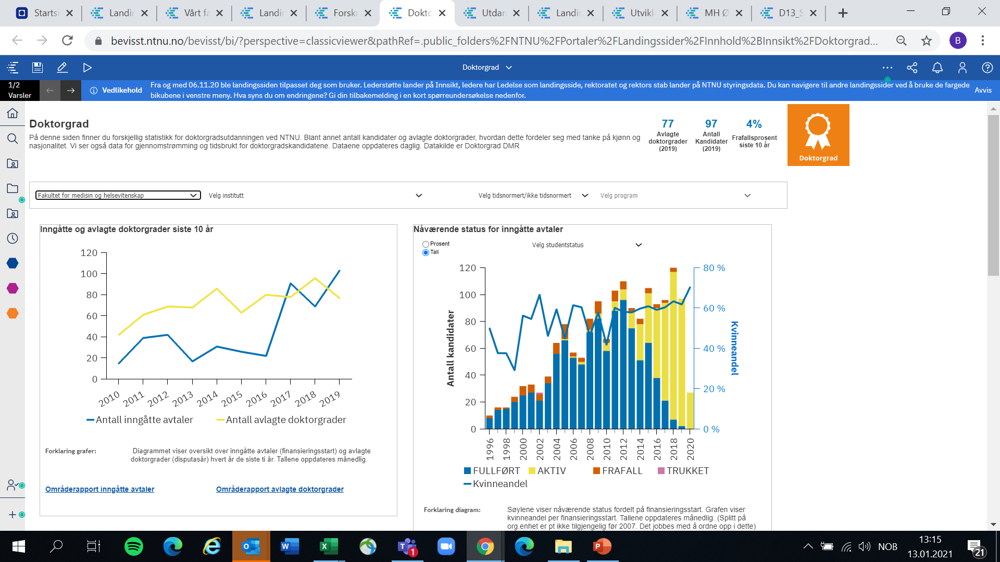 Startsi
Landin
Vårt fa
Landin
Forskn
Dokto
Utdan
Landin
Utvikl
MH Ø
D13_S
bevisst.ntnu.no/bevisst/bi/?perspective=classicviewer&pathRef=.public_folders%2FNTNU%2FPortaler%2FLandingssider%2FInnhold%2BInnsikt%2FDoktorgrad...
B
Doktorgrad
1/2
Varsler
Vedlikehold
Fra og med 06.11.20 ble landingssiden tilpasset deg som bruker. Lederstøtte lander på Innsikt, ledere har Ledelse som landingsside, rektoratet og rektors stab lander på NTNU styringsdata. Du kan navigere til andre landingssider ved å bruke de fargede
bikubene i venstre meny. Hva syns du om endringene? Gi din tilbakemelding i en kort spørreundersøkelse nedenfor.
Avvis
Doktorgrad
På denne siden finner du forskjellig statistikk for doktorgradsutdanningen ved NTNU. Blant annet antall kandidater og avlagte doktorgrader, hvordan dette fordeler seg med tanke på kjønn og
nasjonalitet. Vi ser også data for gjennomstrømming og tidsbrukt for doktorgradskandidatene. Dataene oppdateres daglig. Datakilde er Doktorgrad DMR
77
Avlagte
doktorgrader
(2019)
97
Antall
Kandidater
(2019)
4%
Frafallsprosent
siste 10 år
Doktorgrad
Fakultet for medisin og helsevitenskap
Velg institutt
Velg tidsnormert/ikke tidsnormert
Velg program
Inngåtte og avlagte doktorgrader siste 10 år
120
100
80
60
40
20
0
2010
2011
2012
2013
2014
2015
2016
2017
2018
2019
Antall inngåtte avtaler
Antall avlagte doktorgrader
Forklaring grafer:
Diagrammet viser oversikt over inngåtte avtaler (finansieringsstart) og avlagte
doktorgrader (disputasår) hvert år de siste ti år. Tallene oppdateres månedlig.
Områderapport inngåtte avtaler
Områderapport avlagte doktorgrader
Nåværende status for inngåtte avtaler
Prosent
Tall
Velg studentstatus
Antall kandidater
120
100
80
60
40
20
0
80 %
60 %
40 %
20 %
0 %
Kvinneandel
1996
1998
2000
2002
2004
2006
2008
2010
2012
2014
2016
2018
2020
FULLFØRT
AKTIV
FRAFALL
TRUKKET
Kvinneandel
Forklaring diagram:
Søylene viser nåværende status fordelt på finansieringsstart. Grafen viser
kvinneandel per finansieringsstart. Tallene oppdateres månedlig. (Splitt på
org.enhet er pt ikke tilgjengelig før 2007. Det jobbes med å ordne opp i dette)
1
NOB
13:15
13.01.2021
21